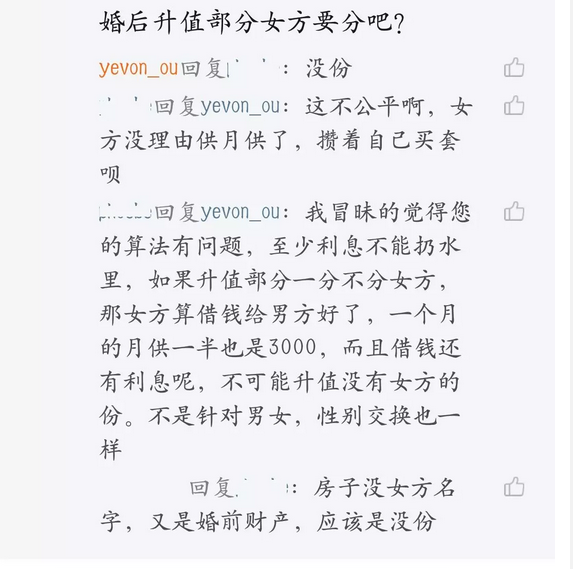 婚后升值部分女方要分吧?
yevon_ou回复 : 没份
回复yevon_ou: 这不公平啊, 女
方没理由供月供了, 攒着自己买套
呗
回复yevon_ou: 我冒昧的觉得您
的算法有问题, 至少利息不能扔水
里, 如果升值部分一分不分女方,
那女方算借钱给男方好了, 一个月
的月供一半也是3000, 而且借钱还
有利息呢, 不可能升值没有女方的
份。不是针对男女, 性别交换也一
样
回复 : 房子没女方名
字, 又是婚前财产, 应该是没份